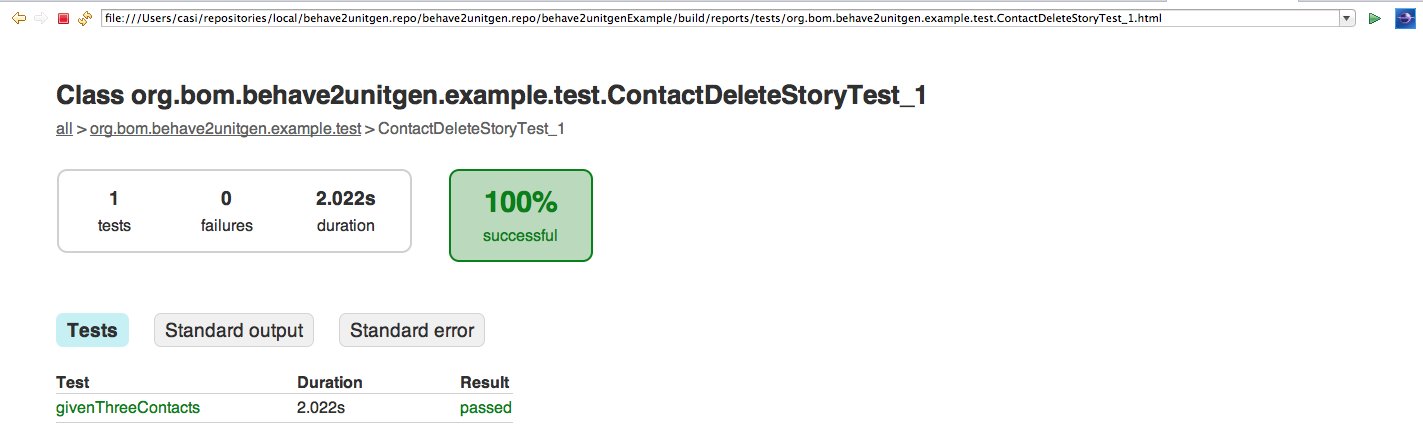 file:///Users/casi/repositories/local/behave2unitgen.repo/behave2unitgen.repo/behave2unitgenExample/build/reports/tests/org.bom.behave2unitgen.example.test.ContactDeleteStoryTest_1.html
Class org.bom.behave2unitgen.example.test.ContactDeleteStoryTest_1
all > org.bom.behave2unitgen.example.test > ContactDeleteStoryTest_1
1 0 2.022s 100%
tests failures duration successful
Tests Standard output Standard error
Test Duration Result
givenThreeContacts 2.022s passed